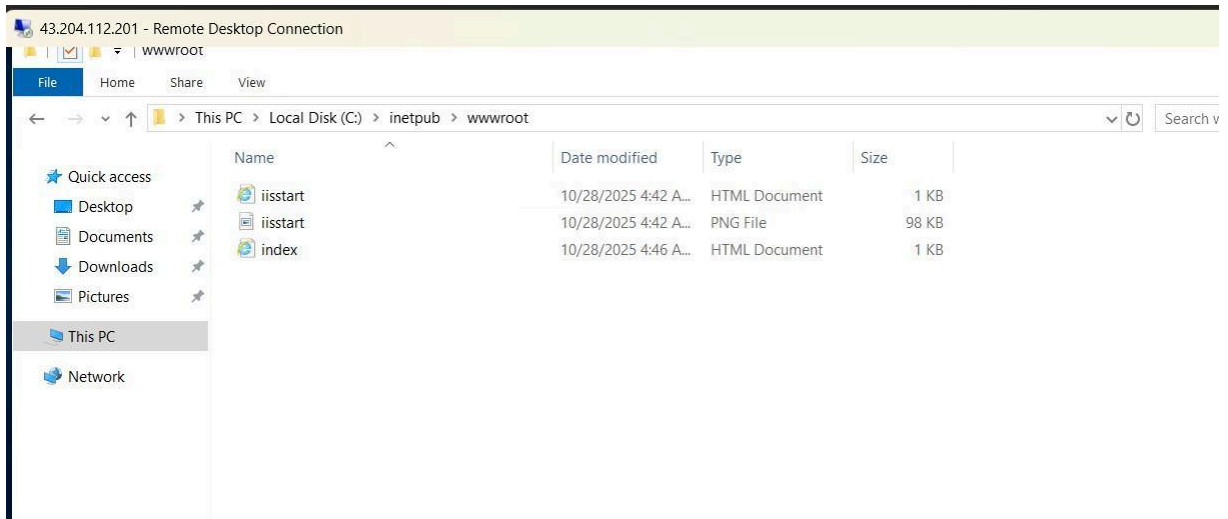 43.204.112.201 - Remote Desktop Connection
wwwroot
File Home Share View
This PC > Local Disk (C:) > inetpub > wwwroot
Search
Name Date modified Type Size
Quick access
Desktop
Documents
Downloads
Pictures
This PC
Network
iisstart 10/28/2025 4:42 A... HTML Document 1 KB
iisstart 10/28/2025 4:42 A... PNG File 98 KB
index 10/28/2025 4:46 A... HTML Document 1 KB